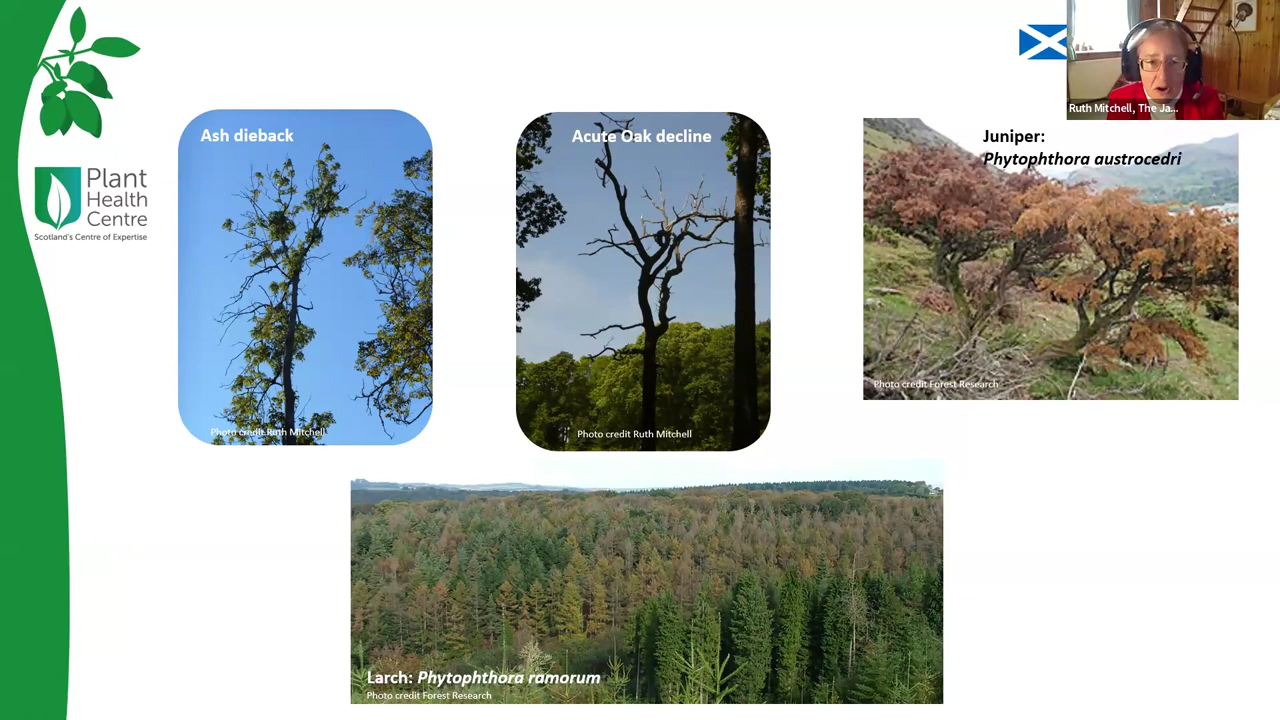 Plant
Health
Centre
Scotland's Centre of Expertise
Ash dieback
Photo credit Ruth Mitchell
Acute Oak decline
Photo credit Ruth Mitchell
Juniper:
Phytophthora austrocedri
Photo credit Forest Research
Ruth Mitchell, The Ja...
Larch: Phytophthora ramorum
Photo credit Forest Research